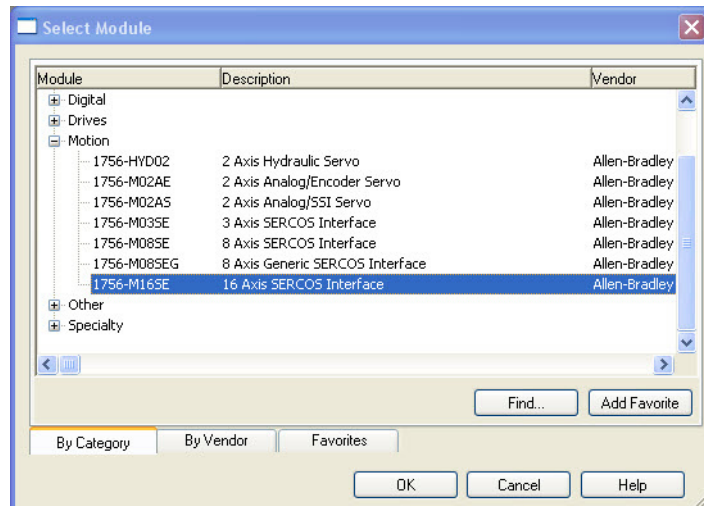 Select Module
Module Description Vendor
Digital
Drives
Motion
1756-HYD02 2 Axis Hydraulic Servo Allen-Bradley
1756-M02AE 2 Axis Analog/Encoder Servo Allen-Bradley
1756-M02AS 2 Axis Analog/SSI Servo Allen-Bradley
1756-M03SE 3 Axis SERCOS Interface Allen-Bradley
1756-M08SE 8 Axis SERCOS Interface Allen-Bradley
1756-M08SEG 8 Axis Generic SERCOS Interface Allen-Bradley
1756-M16SE 16 Axis SERCOS Interface Allen-Bradley
Other
Specialty
Find... Add Favorite
By Category By Vendor Favorites
OK Cancel Help